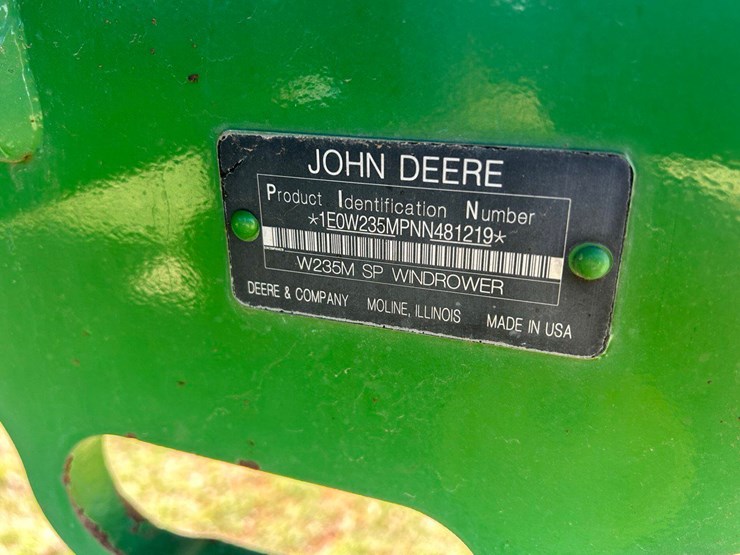 JOHN DEERE
Product Identification Number
*1E0W235MPNN481219*
W235M SP WINDROWER
DEERE & COMPANY MOLINE, ILLINOIS MADE IN USA